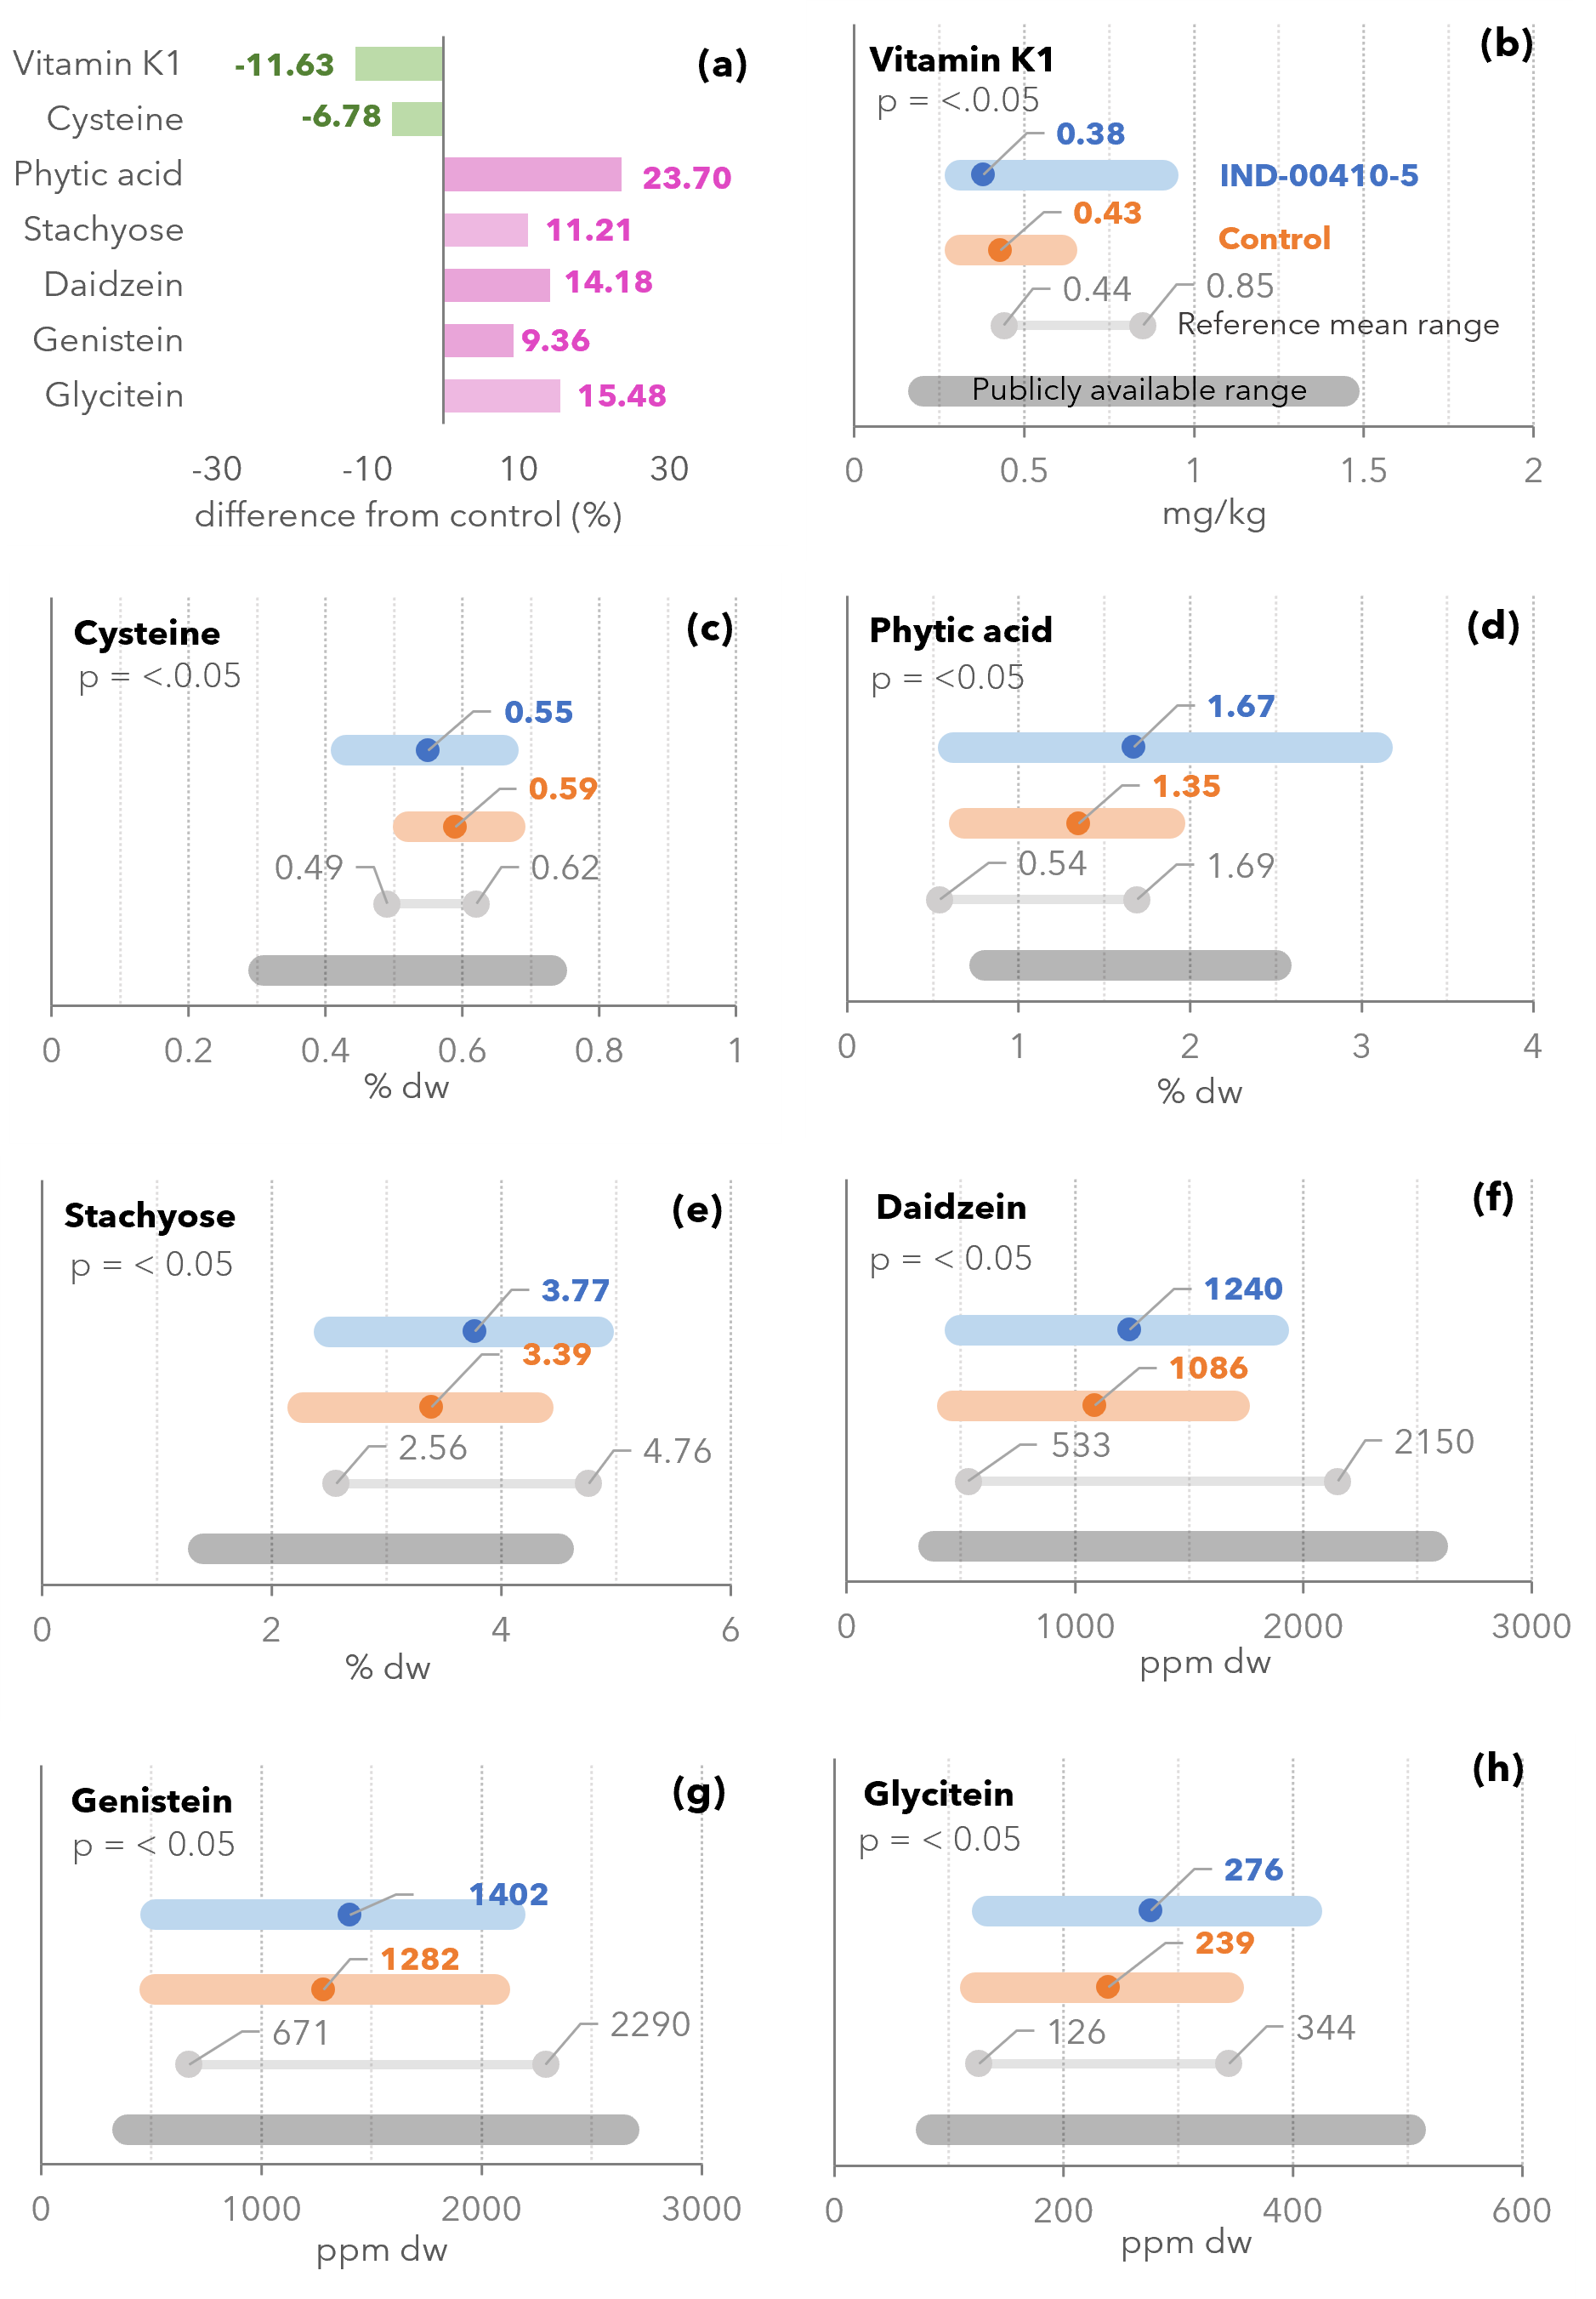 (a)
Vitamin K1 -11.63
Cysteine -6.78
Phytic acid 23.70
Stachyose 11.21
Daidzein 14.18
Genistein 9.36
Glycitein 15.48
-30 -10 10 30
difference from control (%)
(b)
Vitamin K1
p = <.0.05
0.38
IND-00410-5
0.43
Control
0.44 0.85
Reference mean range
Publicly available range
0 0.5 1 1.5 2
mg/kg
(c)
Cysteine
p = <.0.05
0.55
0.59
0.49 0.62
0 0.2 0.4 0.6 0.8 1
% dw
(d)
Phytic acid
p = <0.05
1.67
1.35
0.54 1.69
0 1 2 3 4
% dw
(e)
Stachyose
p = < 0.05
3.77
3.39
2.56 4.76
0 2 4 6
% dw
(f)
Daidzein
p = < 0.05
1240
1086
533 2150
0 1000 2000 3000
ppm dw
(g)
Genistein
p = < 0.05
1402
1282
671 2290
0 1000 2000 3000
ppm dw
(h)
Glycitein
p = < 0.05
276
239
126 344
0 200 400 600
ppm dw